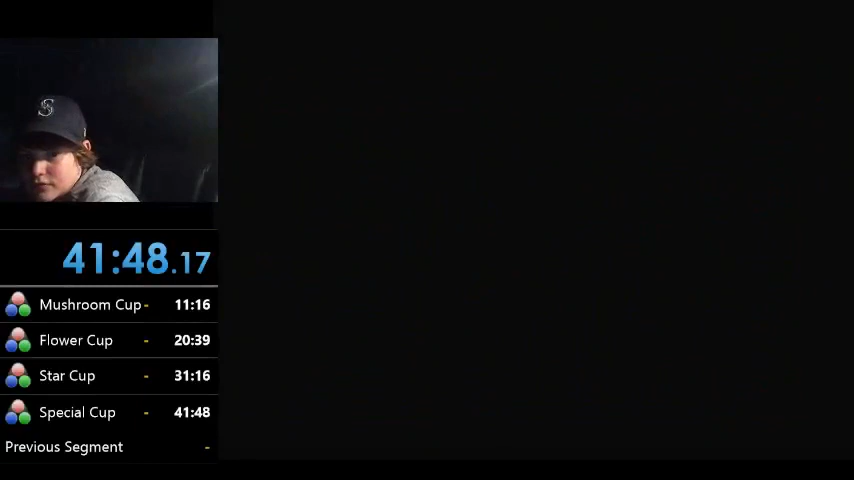 S
41:48.17
Mushroom Cup - 11:16
Flower Cup - 20:39
Star Cup - 31:16
Special Cup - 41:48
Previous Segment -